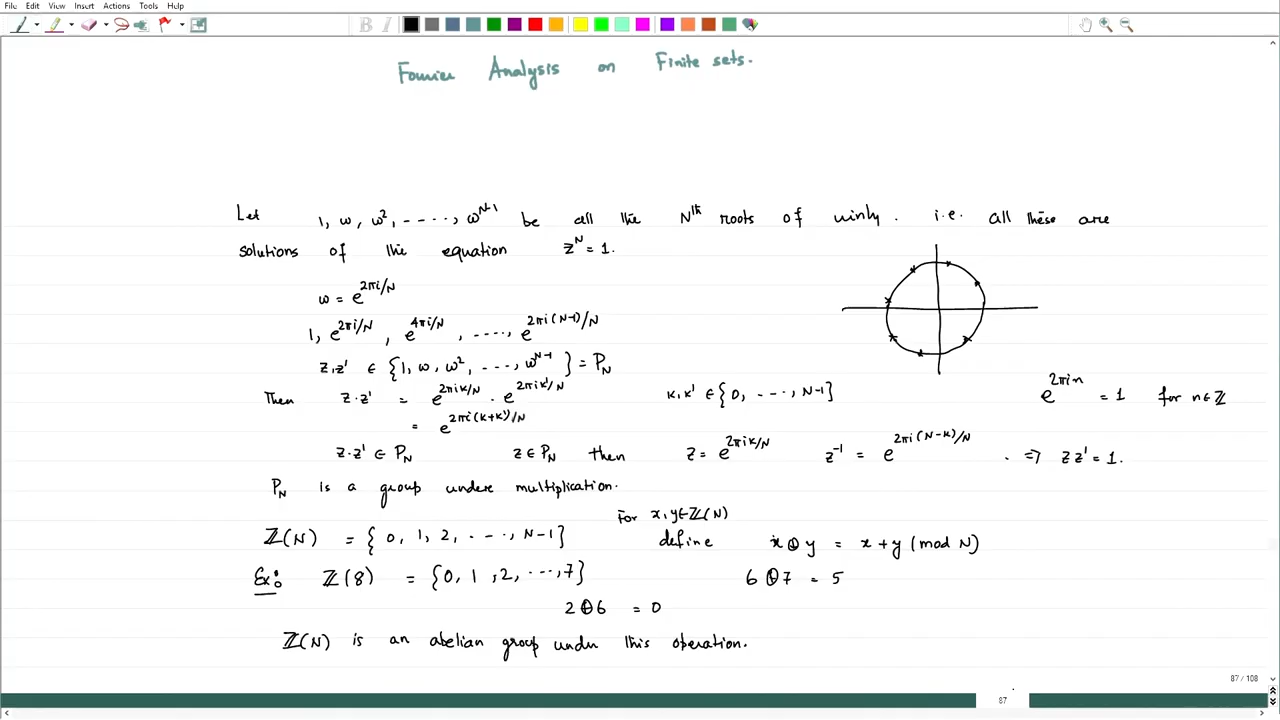 File Edit View Insert Actions Tools Help
B I
Fourier Analysis on Finite sets.
Let 1, ω, ω², -----, ω^{N-1} be all the Nth roots of uinty. i.e. all these are
solutions of the equation z^N = 1.
ω = e^{2πi/N}
1, e^{2πi/N}, e^{4πi/N}, -----, e^{2πi(N-1)/N}
z,z' ∈ {1, ω, ω², ---, ω^{N-1}} = P_N
Then z·z' = e^{2πik/N} · e^{2πik'/N} k,k' ∈ {0, ----, N-1} e^{2πin} = 1 for n∈ℤ
= e^{2πi(k+k')/N}
z·z' ∈ P_N z∈P_N then z = e^{2πik/N} z^{-1} = e^{2πi(N-k)/N} . ⇒ zz' = 1.
P_N is a group under multiplication.
For x,y∈ℤ(N)
ℤ(N) = {0, 1, 2, ----, N-1} define x⊕y = x+y (mod N)
Ex: ℤ(8) = {0, 1, 2, ---, 7} 6⊕7 = 5
2⊕6 = 0
ℤ(N) is an abelian group under this operation.
87 / 108
87